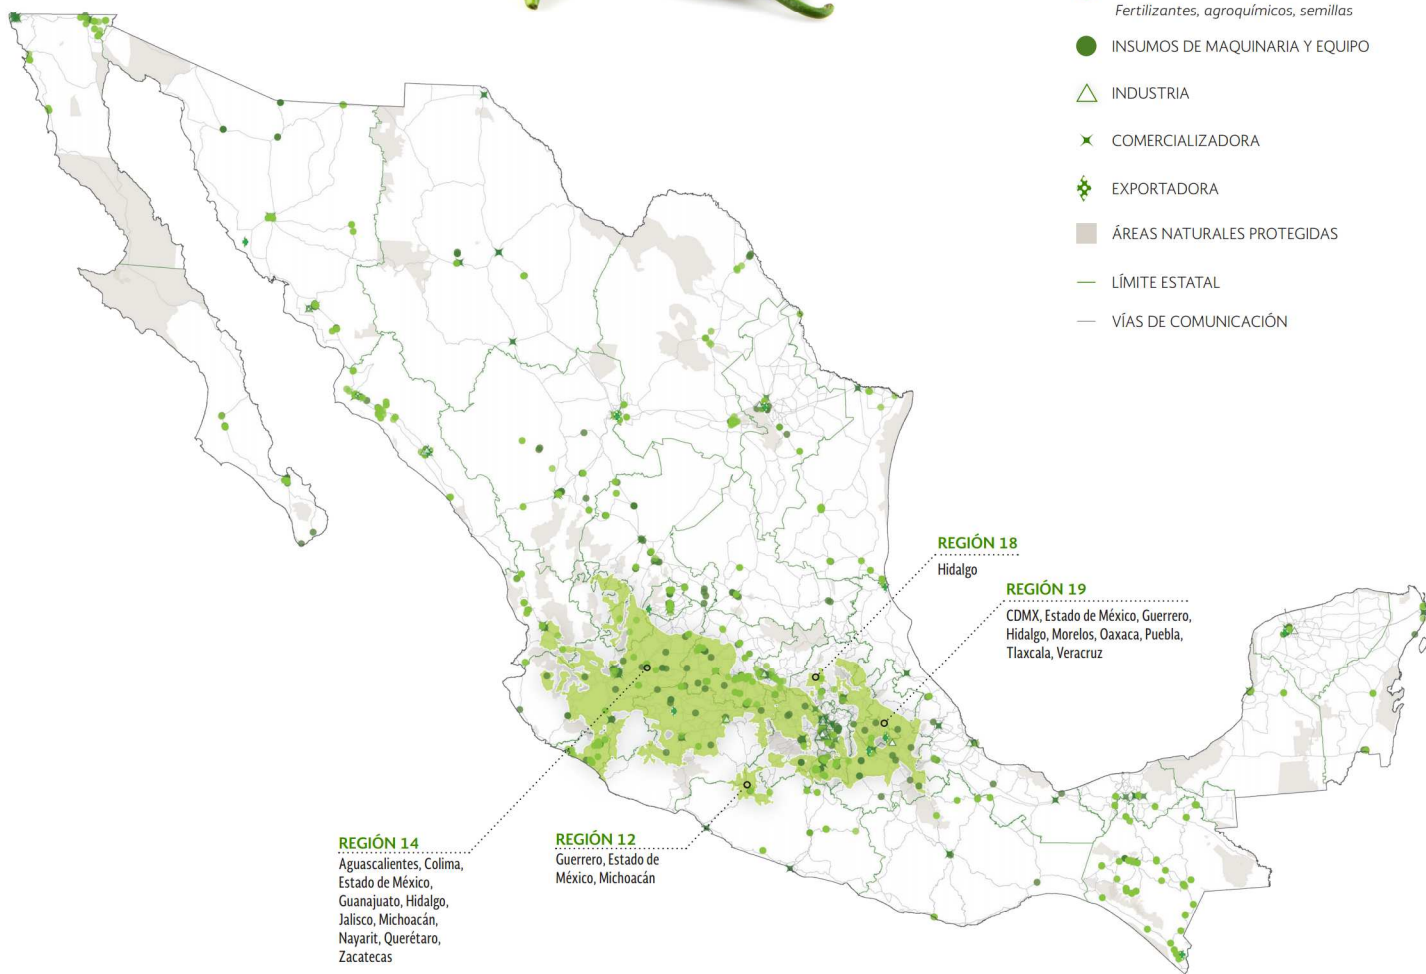 Fertilizantes, agroquímicos, semillas
INSUMOS DE MAQUINARIA Y EQUIPO
INDUSTRIA
COMERCIALIZADORA
EXPORTADORA
ÁREAS NATURALES PROTEGIDAS
LÍMITE ESTATAL
VÍAS DE COMUNICACIÓN
REGIÓN 18
Hidalgo
REGIÓN 19
CDMX, Estado de México, Guerrero,
Hidalgo, Morelos, Oaxaca, Puebla,
Tlaxcala, Veracruz
REGIÓN 14
Aguascalientes, Colima,
Estado de México,
Guanajuato, Hidalgo,
Jalisco, Michoacán,
Nayarit, Querétaro,
Zacatecas
REGIÓN 12
Guerrero, Estado de
México, Michoacán